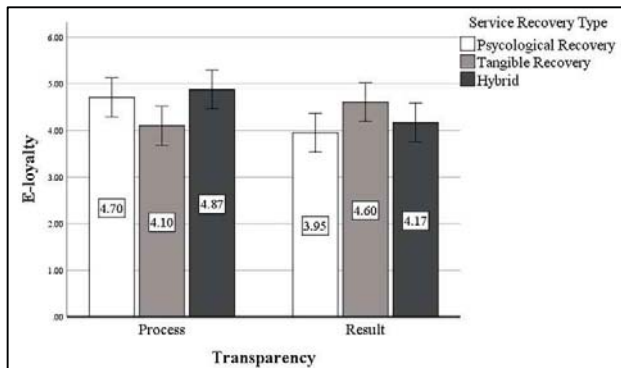 Service Recovery Type
Psycological Recovery
Tangible Recovery
Hybrid
6.00
5.00
4.00
3.00
2.00
1.00
.00
E-loyalty
4.70
4.10
4.87
3.95
4.60
4.17
Process
Result
Transparency